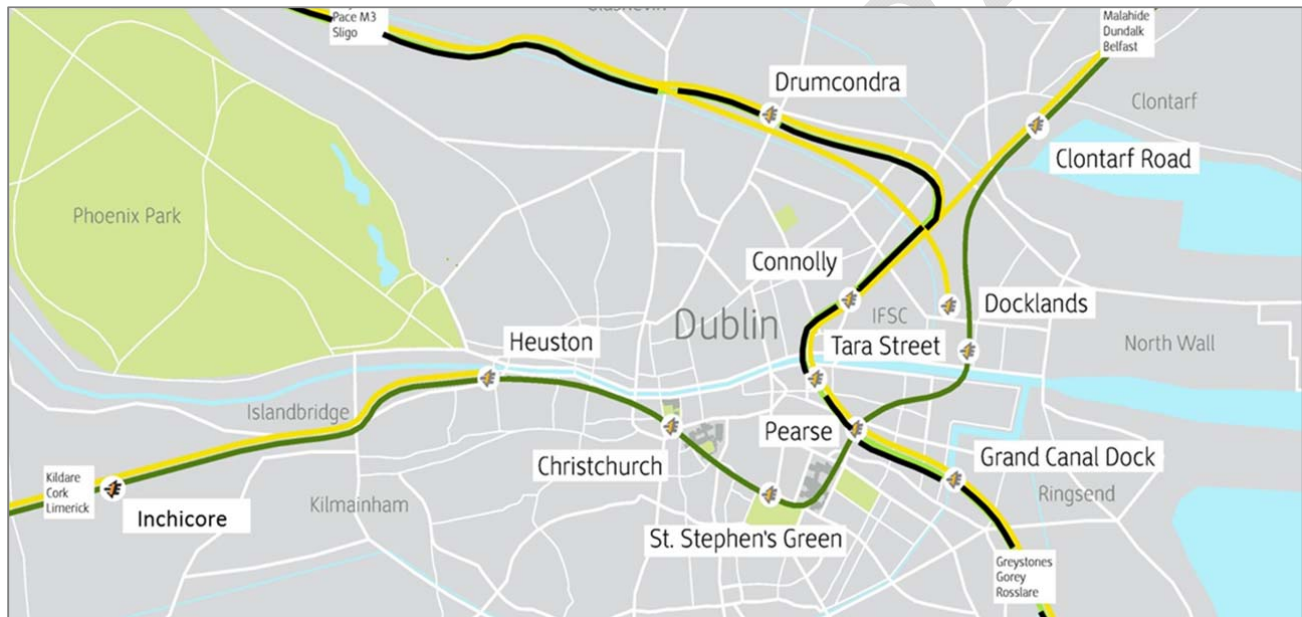 Pace M3
Sligo
Glasnevin
Malahide
Dundalk
Belfast
Drumcondra
Clontarf
Clontarf Road
Phoenix Park
Connolly
Docklands
IFSC
Dublin
Heuston
Tara Street
North Wall
Islandbridge
Pearse
Christchurch
Grand Canal Dock
Kildare
Cork
Limerick
Ringsend
Kilmainham
Inchicore
St. Stephen's Green
Greystones
Gorey
Rosslare